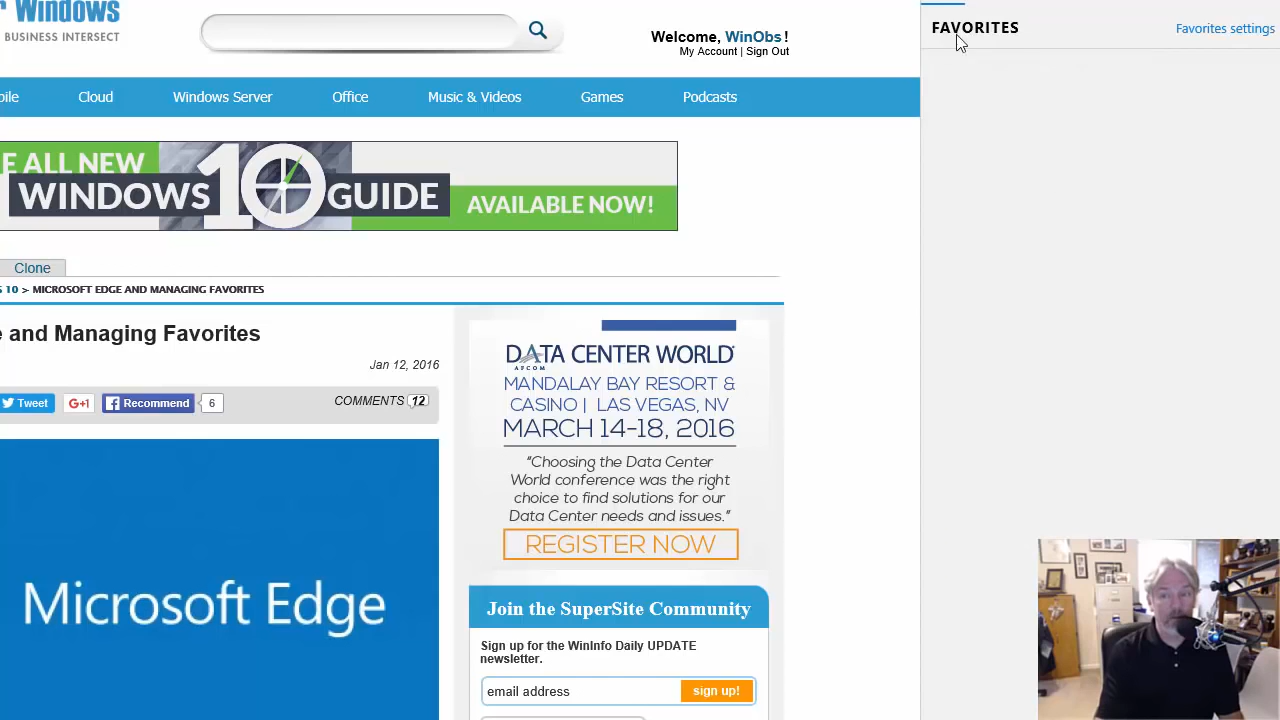 Windows
BUSINESS INTERSECT
Welcome, WinObs!
My Account | Sign Out
FAVORITES
Favorites settings
Cloud
Windows Server
Office
Music & Videos
Games
Podcasts
ALL NEW
WINDOWS 10 GUIDE
AVAILABLE NOW!
Clone
10 > MICROSOFT EDGE AND MANAGING FAVORITES
and Managing Favorites
Jan 12, 2016
Tweet
G+1
Recommend
6
COMMENTS 12
DATA CENTER WORLD
AFCOM
MANDALAY BAY RESORT &
CASINO | LAS VEGAS, NV
MARCH 14-18, 2016
"Choosing the Data Center
World conference was the right
choice to find solutions for our
Data Center needs and issues."
REGISTER NOW
Microsoft Edge
Join the SuperSite Community
Sign up for the WinInfo Daily UPDATE
newsletter.
email address
sign up!